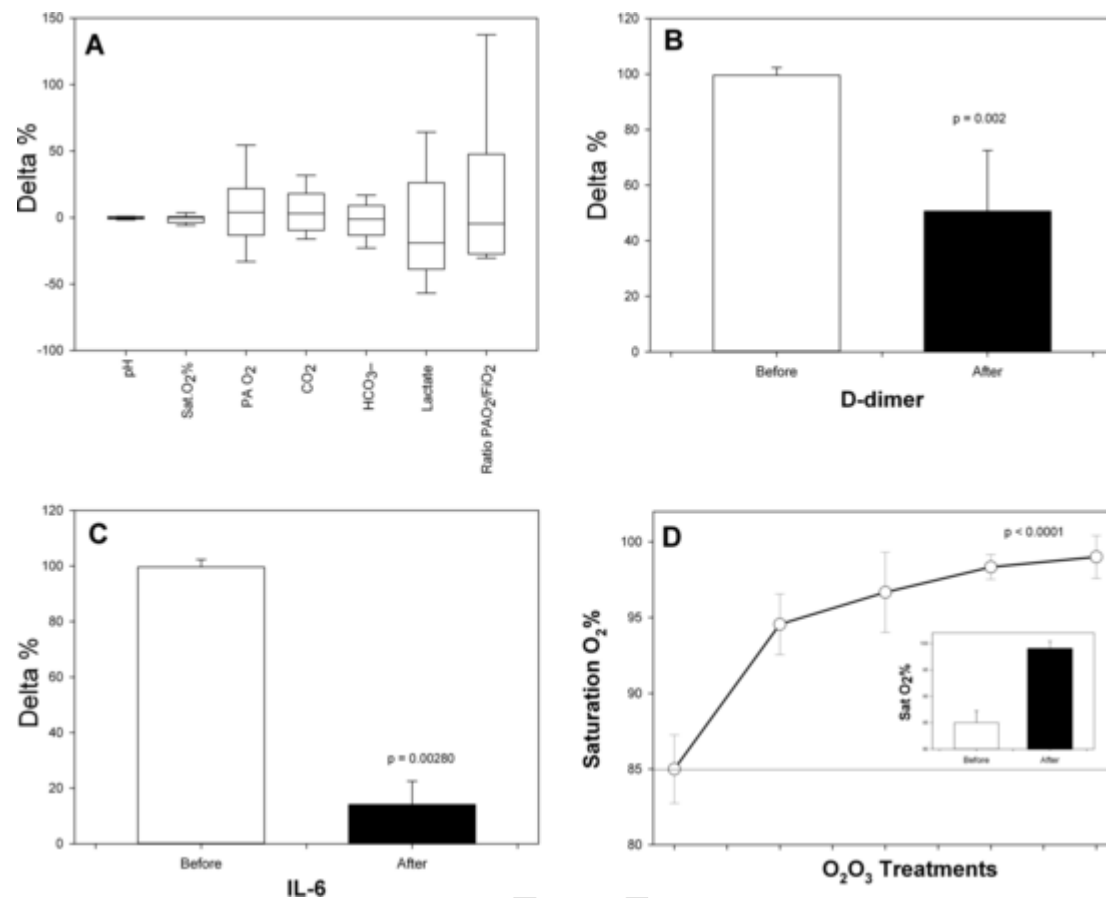 A
150
100
50
0
-50
-100
Delta %
pH
Sat.O₂%
PA O₂
CO₂
HCO₃–
Lactate
Ratio PAO₂/FiO₂
B
120
100
80
60
40
20
0
Delta %
p = 0.002
Before
After
D-dimer
C
120
100
80
60
40
20
0
Delta %
p = 0.00280
Before
After
IL-6
D
100
95
90
85
80
Saturation O₂%
p < 0.0001
Sat O₂%
Before
After
O₂O₃ Treatments